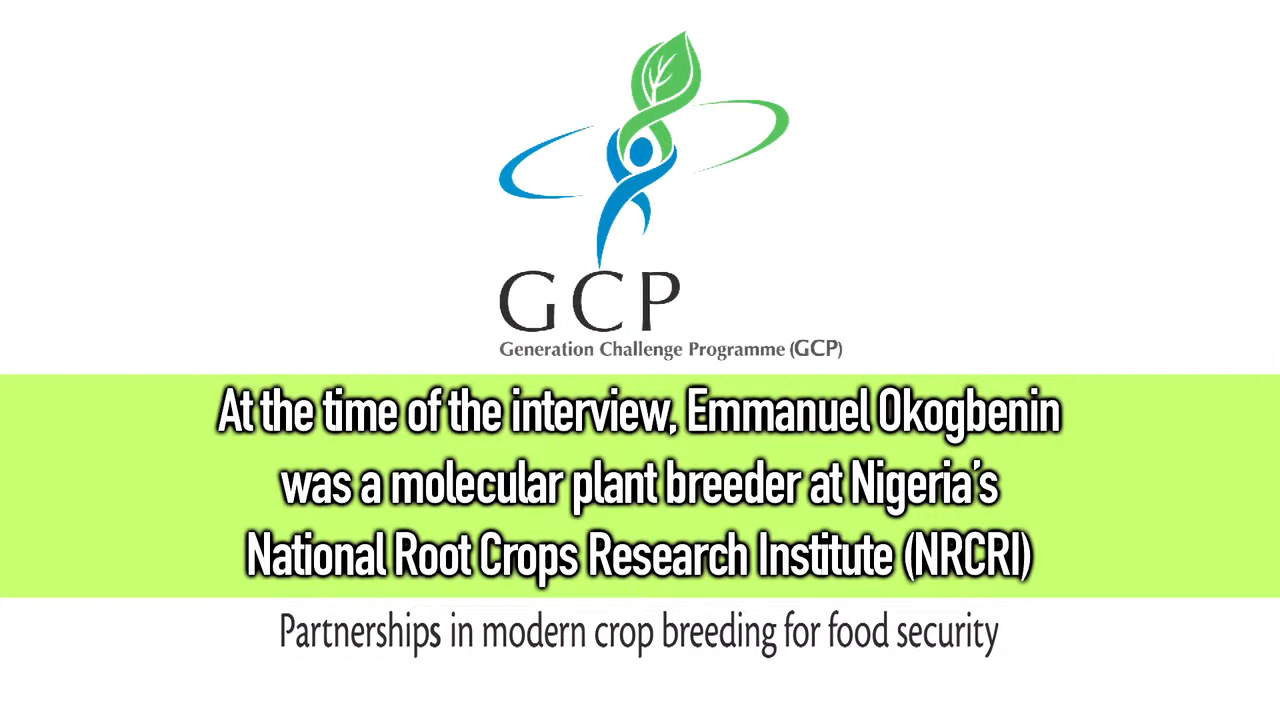 GCP
Generation Challenge Programme (GCP)
At the time of the interview, Emmanuel Okogbenin
was a molecular plant breeder at Nigeria’s
National Root Crops Research Institute (NRCRI)
Partnerships in modern crop breeding for food security